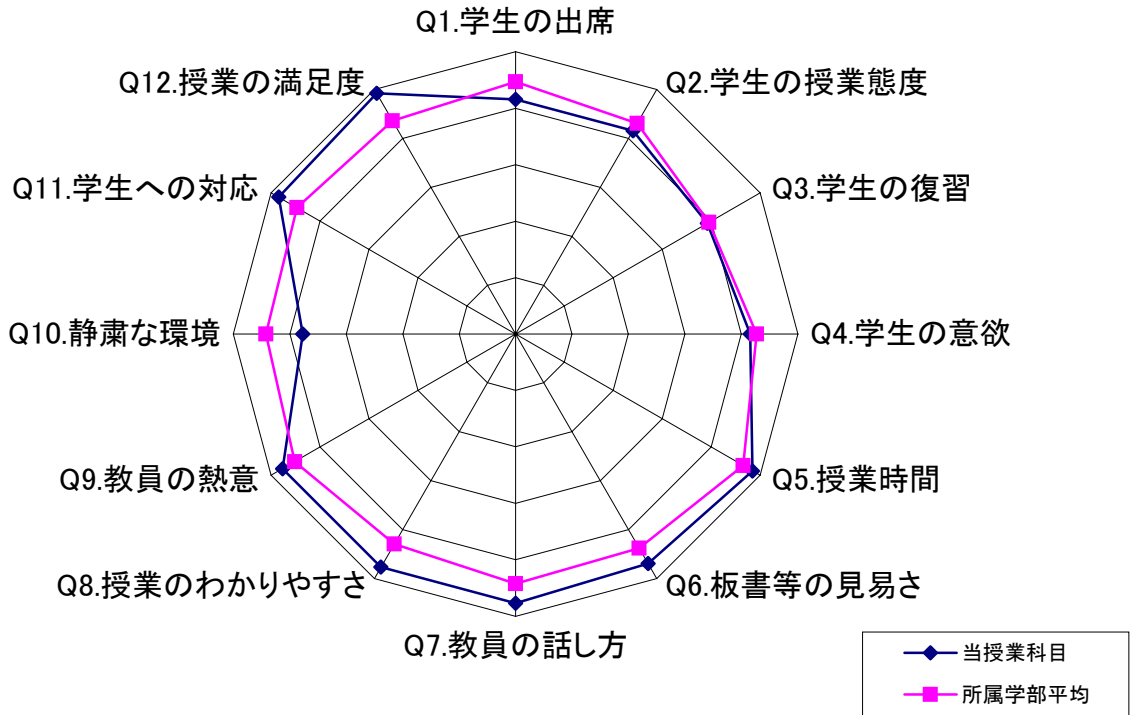 Q1.学生の出席
Q2.学生の授業態度
Q3.学生の復習
Q4.学生の意欲
Q5.授業時間
Q6.板書等の見易さ
Q7.教員の話し方
Q8.授業のわかりやすさ
Q9.教員の熱意
Q10.静粛な環境
Q11.学生への対応
Q12.授業の満足度
当授業科目
所属学部平均